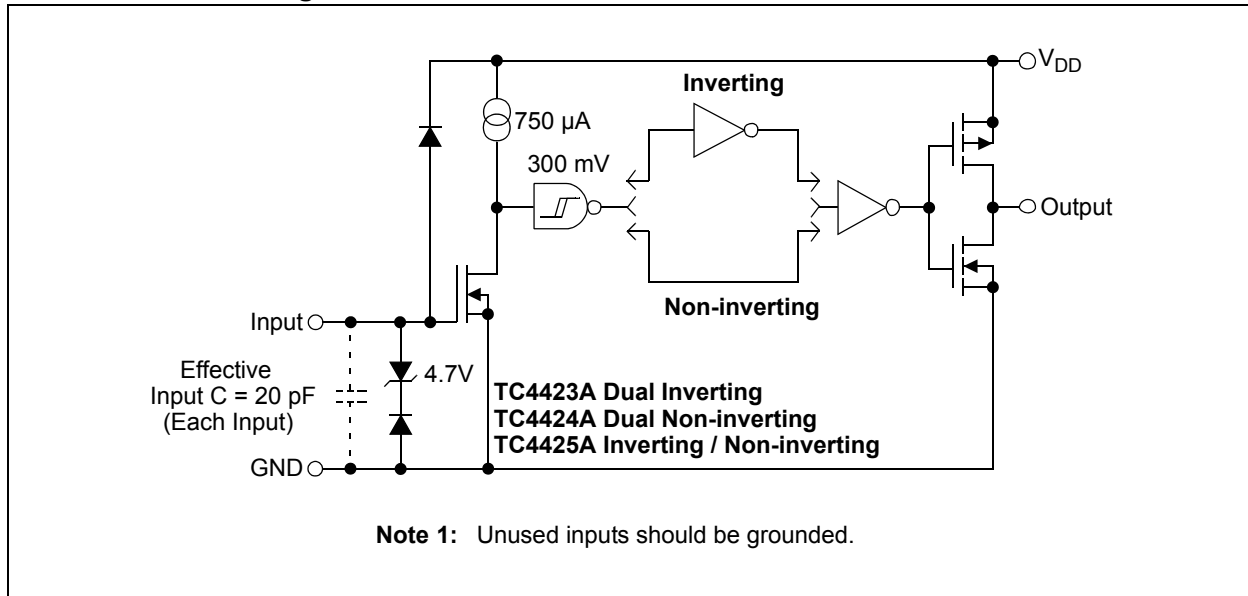 V_DD
Inverting
750 µA
300 mV
Output
Non-inverting
Input
Effective
Input C = 20 pF
(Each Input)
4.7V
TC4423A Dual Inverting
TC4424A Dual Non-inverting
TC4425A Inverting / Non-inverting
GND
Note 1: Unused inputs should be grounded.